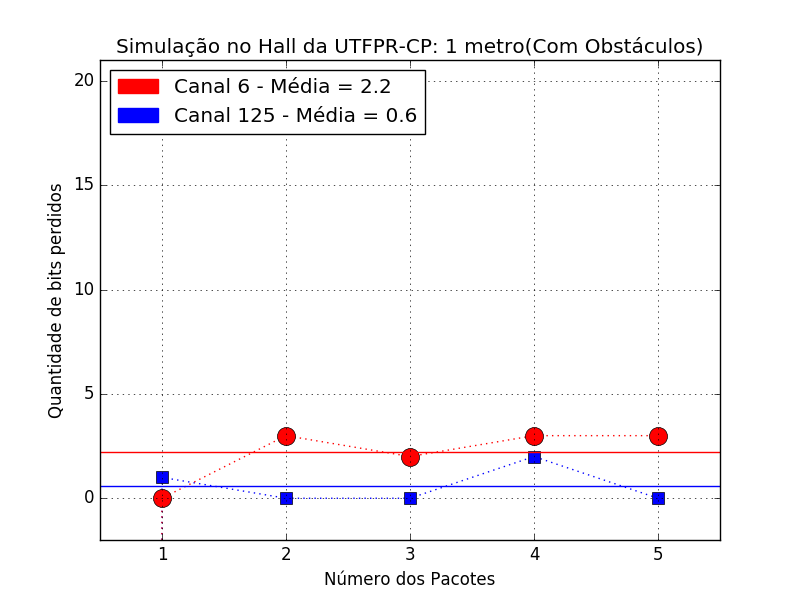 Simulação no Hall da UTFPR-CP: 1 metro(Com Obstáculos)
Canal 6 - Média = 2.2
Canal 125 - Média = 0.6
Quantidade de bits perdidos
20
15
10
5
0
1 2 3 4 5
Número dos Pacotes